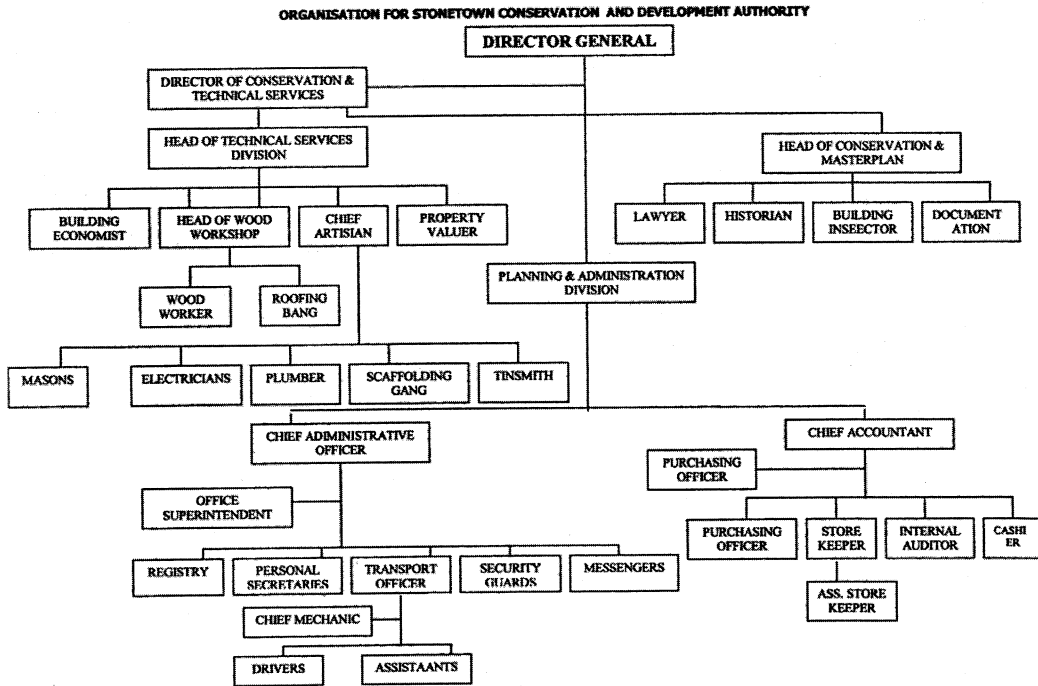 ORGANISATION FOR STONETOWN CONSERVATION AND DEVELOPMENT AUTHORITY
DIRECTOR GENERAL
DIRECTOR OF CONSERVATION &
TECHNICAL SERVICES
HEAD OF TECHNICAL SERVICES
DIVISION
HEAD OF CONSERVATION &
MASTERPLAN
BUILDING
ECONOMIST
HEAD OF WOOD
WORKSHOP
CHIEF
ARTISIAN
PROPERTY
VALUER
LAWYER
HISTORIAN
BUILDING
INSEECTOR
DOCUMENT
ATION
PLANNING & ADMINISTRATION
DIVISION
WOOD
WORKER
ROOFING
BANG
MASONS
ELECTRICIANS
PLUMBER
SCAFFOLDING
GANG
TINSMITH
CHIEF ADIMINISTRATIVE
OFFICER
CHIEF ACCOUNTANT
PURCHASING
OFFICER
OFFICE
SUPERINTENDENT
PURCHASING
OFFICER
STORE
KEEPER
INTERNAL
AUDITOR
CASHI
ER
REGISTRY
PERSONAL
SECRETARIES
TRANSPORT
OFFICER
SECURITY
GUARDS
MESSENGERS
ASS. STORE
KEEPER
CHIEF MECHANIC
DRIVERS
ASSISTAANTS